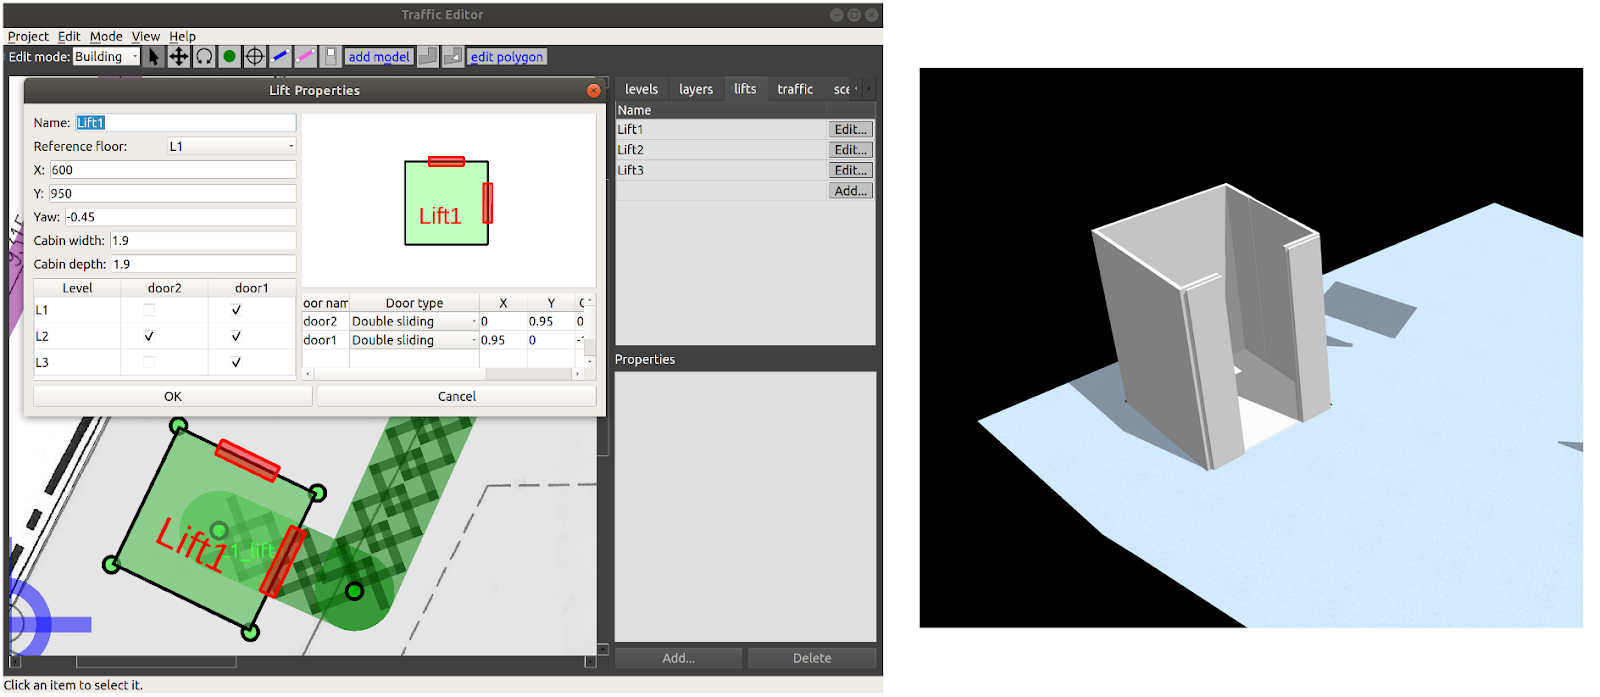 Traffic Editor
Project Edit Mode View Help
Edit mode: Building add model edit polygon
Lift Properties
levels layers lifts traffic sce
Name
Name: Lift1
Lift1 Edit...
Reference floor: L1
Lift2 Edit...
X: 600
Lift3 Edit...
Y: 950
Add...
Yaw: -0.45
Lift1
Cabin width: 1.9
Cabin depth: 1.9
Level door2 door1
oor nam Door type X Y
L1
door2 Double sliding 0 0.95 0
L2
door1 Double sliding 0.95 0
L3
Properties
OK Cancel
Lift1
Add... Delete
Click an item to select it.